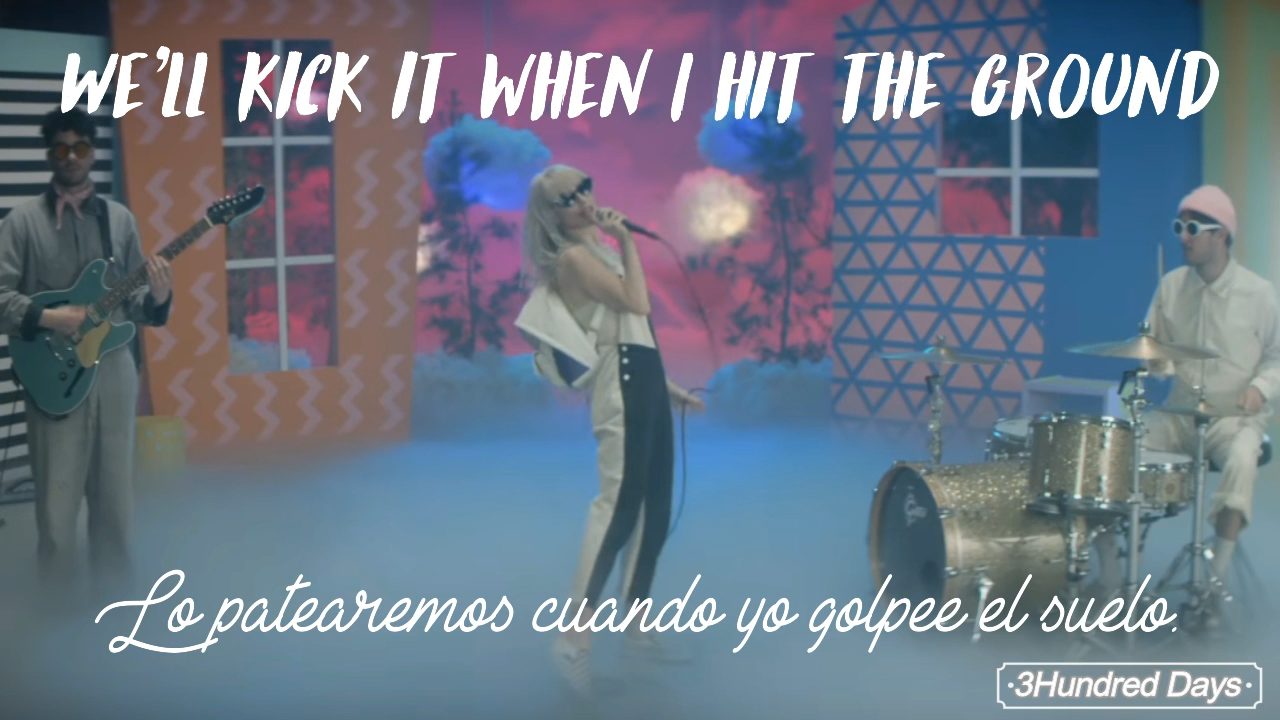 WE'LL KICK IT WHEN I HIT THE GROUND
Lo patearemos cuando yo golpee el suelo.
·3Hundred Days·